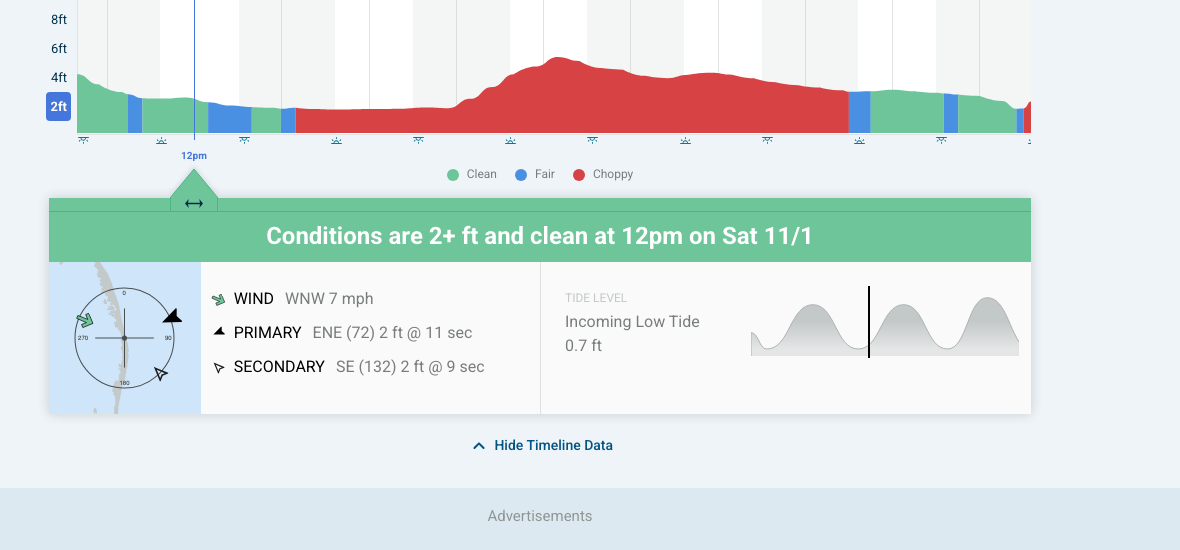 8ft
6ft
4ft
2ft
12pm
Clean
Fair
Choppy
Conditions are 2+ ft and clean at 12pm on Sat 11/1
0
90
180
270
WIND WNW 7 mph
PRIMARY ENE (72) 2 ft @ 11 sec
SECONDARY SE (132) 2 ft @ 9 sec
TIDE LEVEL
Incoming Low Tide
0.7 ft
Hide Timeline Data
Advertisements